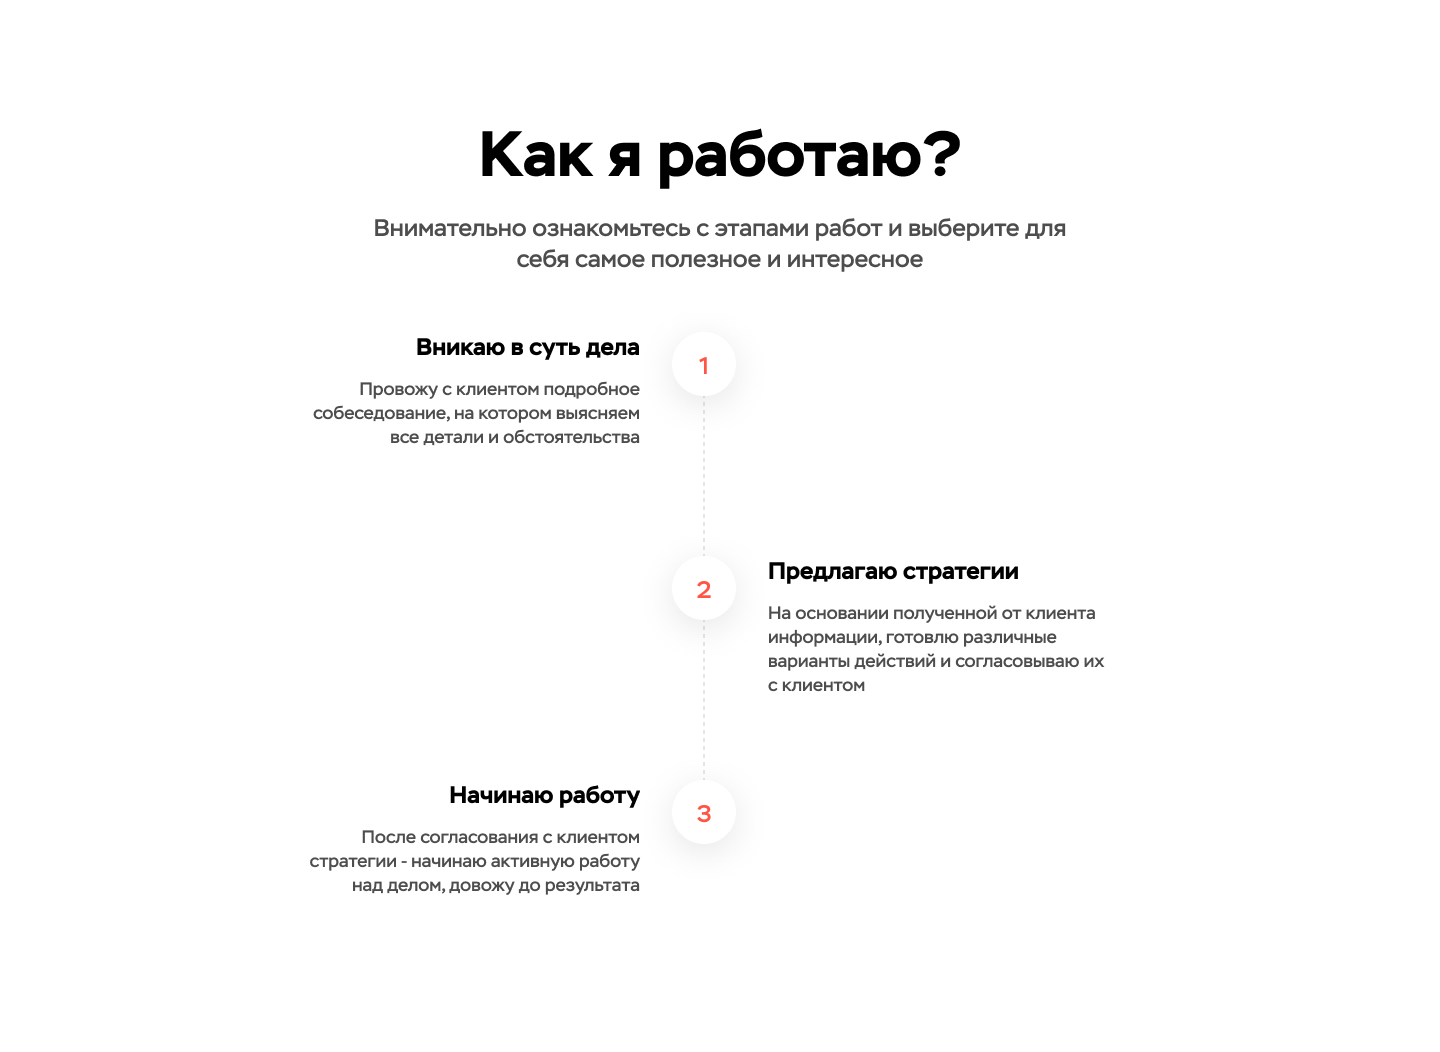 Как я работаю?
Внимательно ознакомьтесь с этапами работ и выберите для
себя самое полезное и интересное
Вникаю в суть дела
1
Провожу с клиентом подробное
собеседование, на котором выясняем
все детали и обстоятельства
2
Предлагаю стратегии
На основании полученной от клиента
информации, готовлю различные
варианты действий и согласовываю их
с клиентом
Начинаю работу
3
После согласования с клиентом
стратегии - начинаю активную работу
над делом, довожу до результата